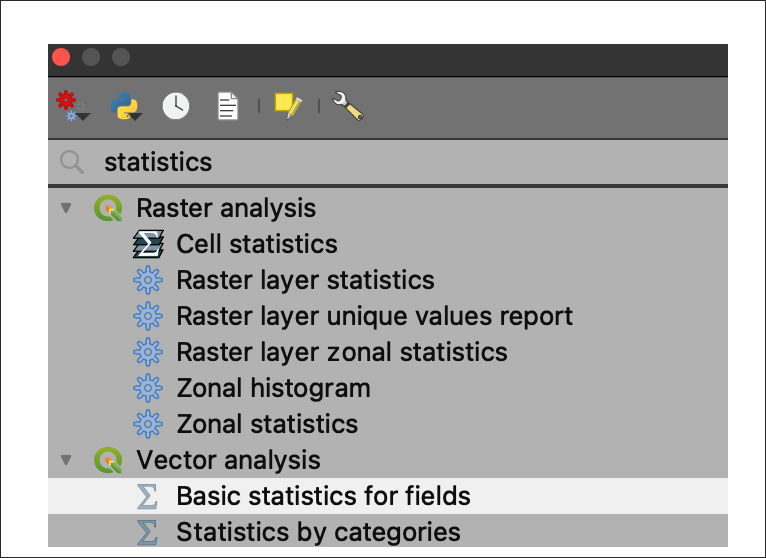 statistics
Raster analysis
Cell statistics
Raster layer statistics
Raster layer unique values report
Raster layer zonal statistics
Zonal histogram
Zonal statistics
Vector analysis
Basic statistics for fields
Statistics by categories